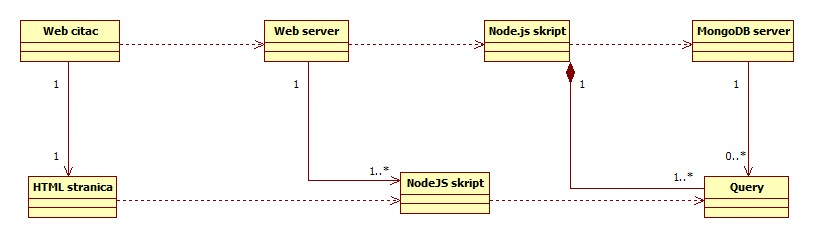 Web citac
Web server
Node.js skript
MongoDB server
1
1
1
1
1
1..*
0..*
1..*
HTML stranica
NodeJS skript
Query